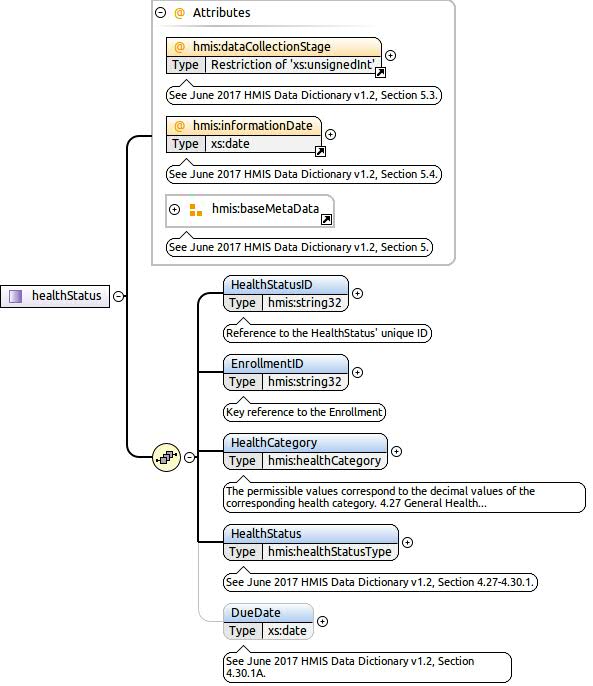 @ Attributes
@ hmis:dataCollectionStage
Type Restriction of 'xs:unsignedInt'
See June 2017 HMIS Data Dictionary v1.2, Section 5.3.
@ hmis:informationDate
Type xs:date
See June 2017 HMIS Data Dictionary v1.2, Section 5.4.
hmis:baseMetaData
See June 2017 HMIS Data Dictionary v1.2, Section 5.
healthStatus
HealthStatusID
Type hmis:string32
Reference to the HealthStatus' unique ID
EnrollmentID
Type hmis:string32
Key reference to the Enrollment
HealthCategory
Type hmis:healthCategory
The permissible values correspond to the decimal values of the
corresponding health category. 4.27 General Health...
HealthStatus
Type hmis:healthStatusType
See June 2017 HMIS Data Dictionary v1.2, Section 4.27-4.30.1.
DueDate
Type xs:date
See June 2017 HMIS Data Dictionary v1.2, Section
4.30.1A.